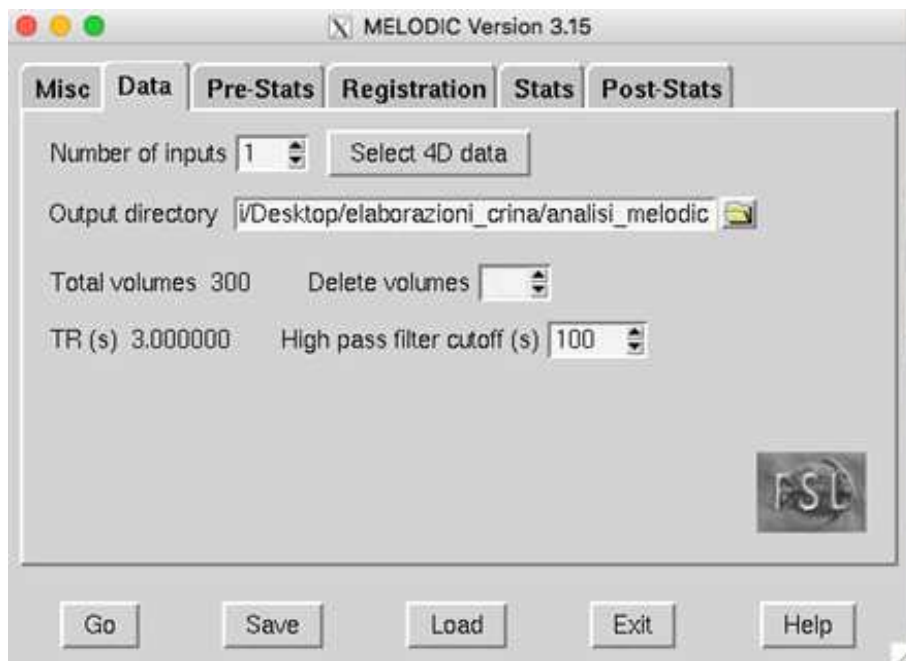 MELODIC Version 3.15
Misc Data Pre-Stats Registration Stats Post-Stats
Number of inputs 1 Select 4D data
Output directory i/Desktop/elaborazioni_crina/analisi_melodic
Total volumes 300 Delete volumes
TR (s) 3.000000 High pass filter cutoff (s) 100
FSL
Go Save Load Exit Help